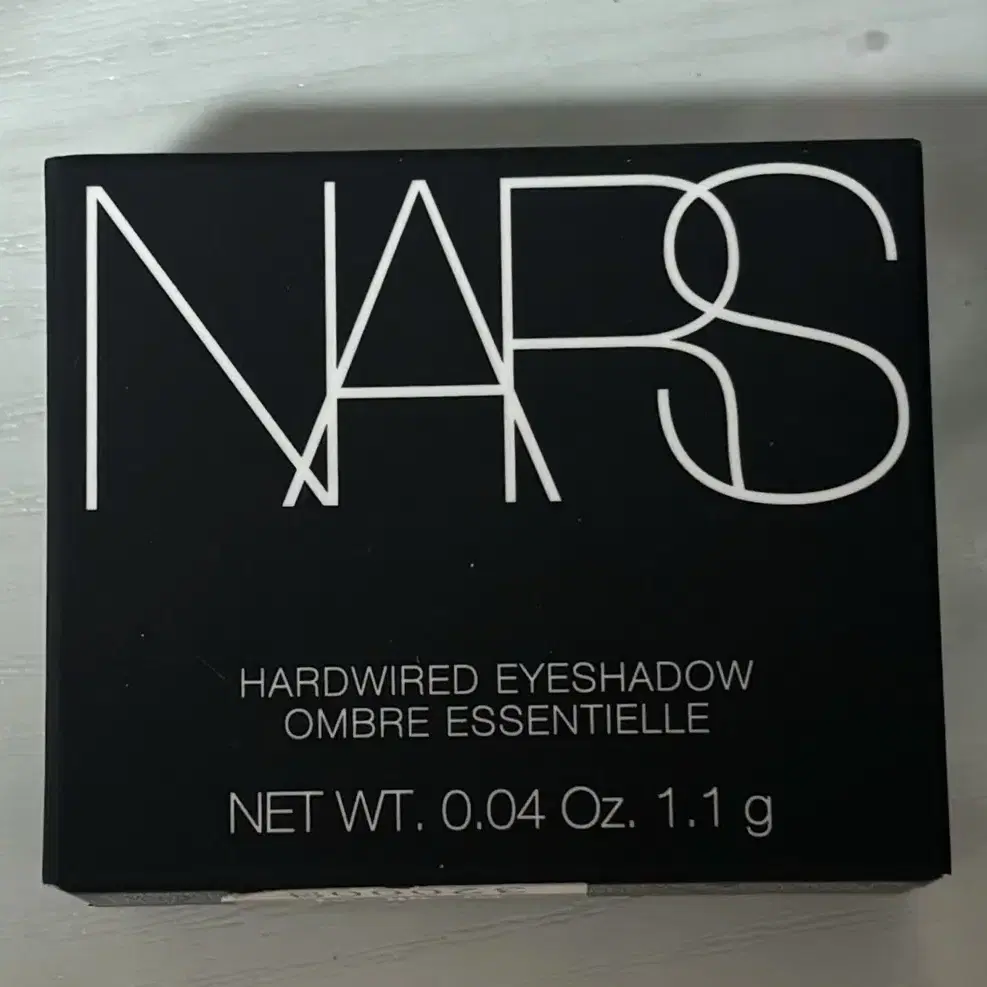 NARS
HARDWIRED EYESHADOW
OMBRE ESSENTIELLE
NET WT. 0.04 Oz. 1.1 g